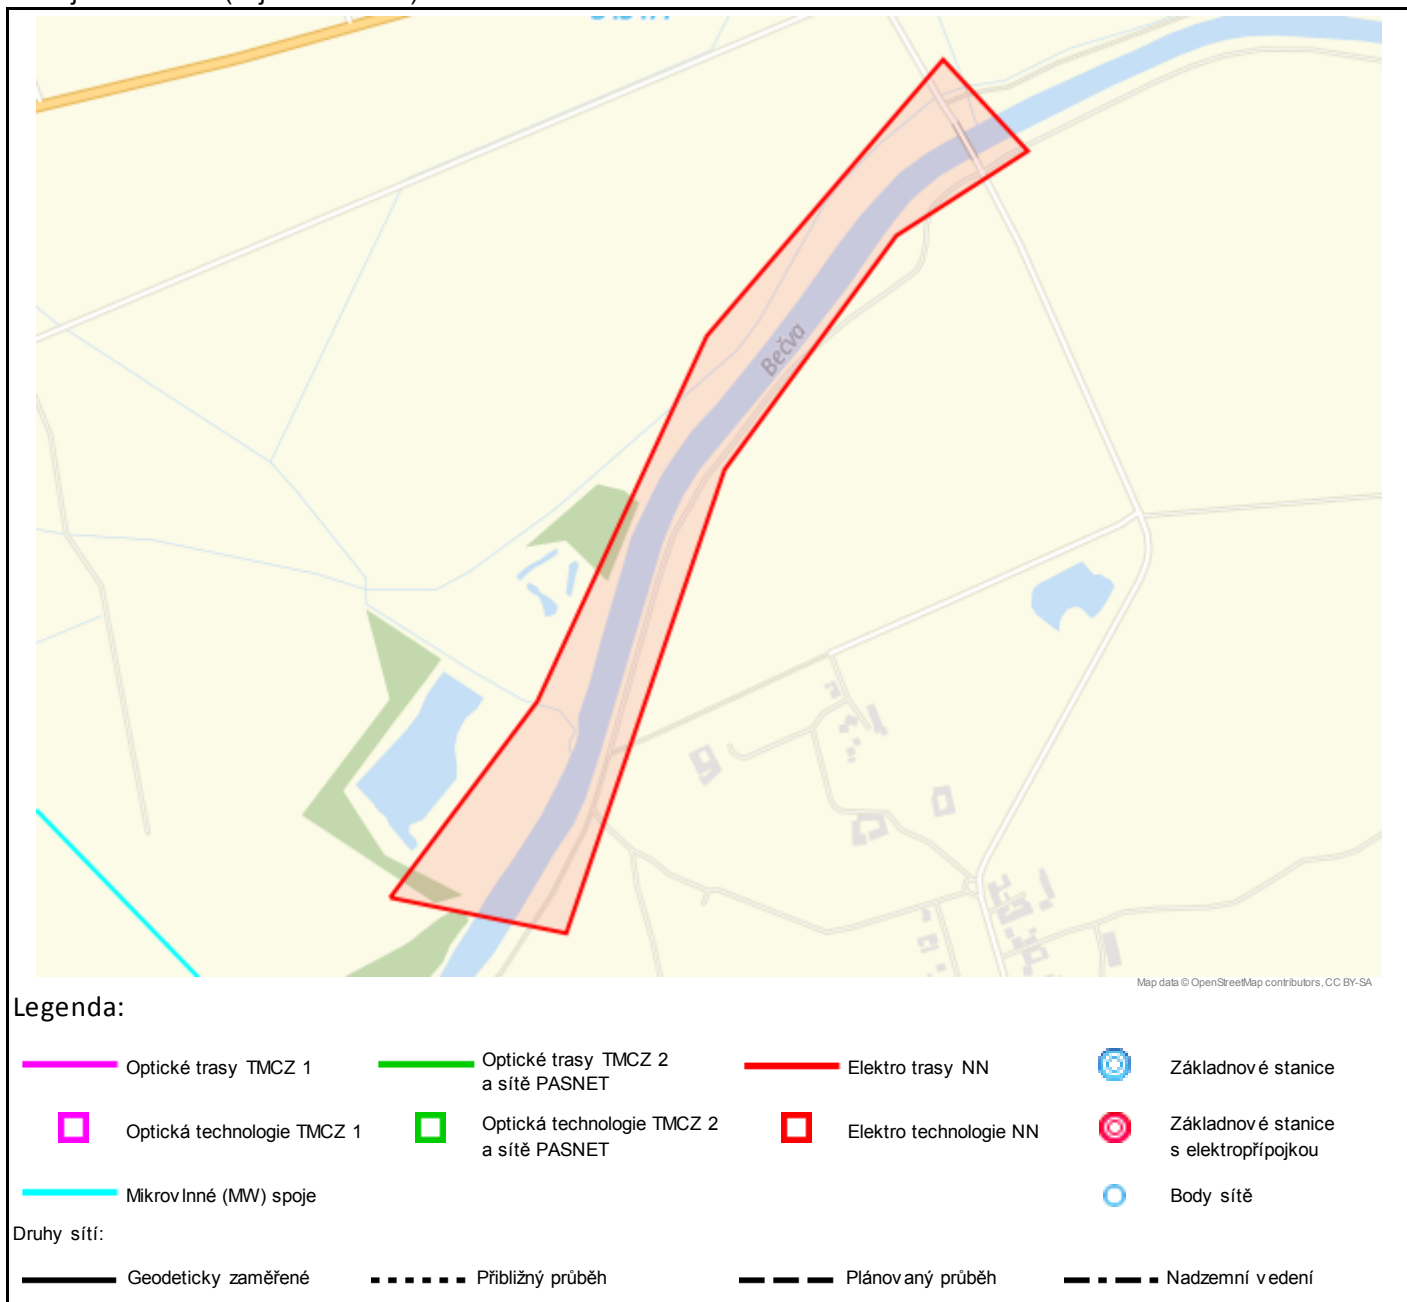 Bečva
Map data © OpenStreetMap contributors, CC BY-SA
Legenda:
Optické trasy TMCZ 1
Optické trasy TMCZ 2
a sítě PASNET
Elektro trasy NN
Základnové stanice
Optická technologie TMCZ 1
Optická technologie TMCZ 2
a sítě PASNET
Elektro technologie NN
Základnové stanice
s elektropřípojkou
Mikrovlnné (MW) spoje
Body sítě
Druhy sítí:
Geodeticky zaměřené
Přibližný průběh
Plánovaný průběh
Nadzemní vedení